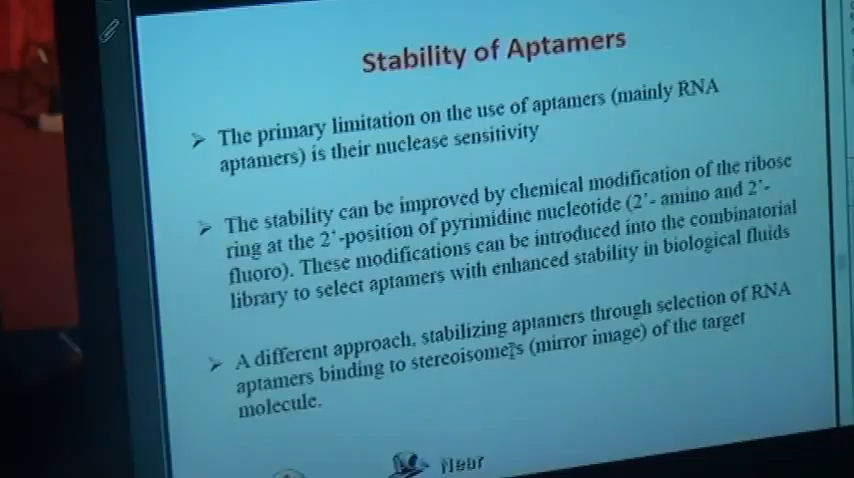 Stability of Aptamers
➢ The primary limitation on the use of aptamers (mainly RNA
aptamers) is their nuclease sensitivity
➢ The stability can be improved by chemical modification of the ribose
ring at the 2'-position of pyrimidine nucleotide (2'- amino and 2'-
fluoro). These modifications can be introduced into the combinatorial
library to select aptamers with enhanced stability in biological fluids
➢ A different approach, stabilizing aptamers through selection of RNA
aptamers binding to stereoisomers (mirror image) of the target
molecule.